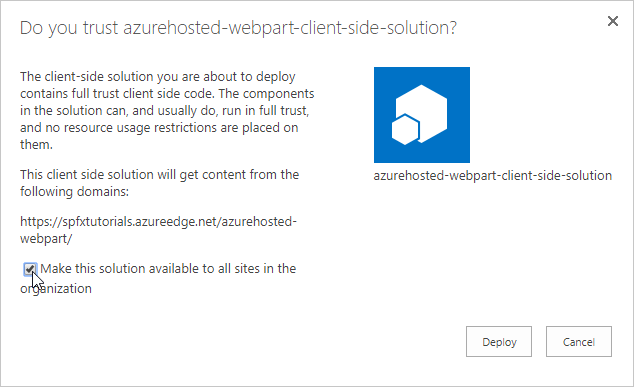 Do you trust azurehosted-webpart-client-side-solution?
The client-side solution you are about to deploy
contains full trust client side code. The components
in the solution can, and usually do, run in full trust,
and no resource usage restrictions are placed on
them.
This client side solution will get content from the
following domains:
https://spfxtutorials.azureedge.net/azurehosted-
webpart/
Make this solution available to all sites in the
organization
azurehosted-webpart-client-side-solution
Deploy
Cancel